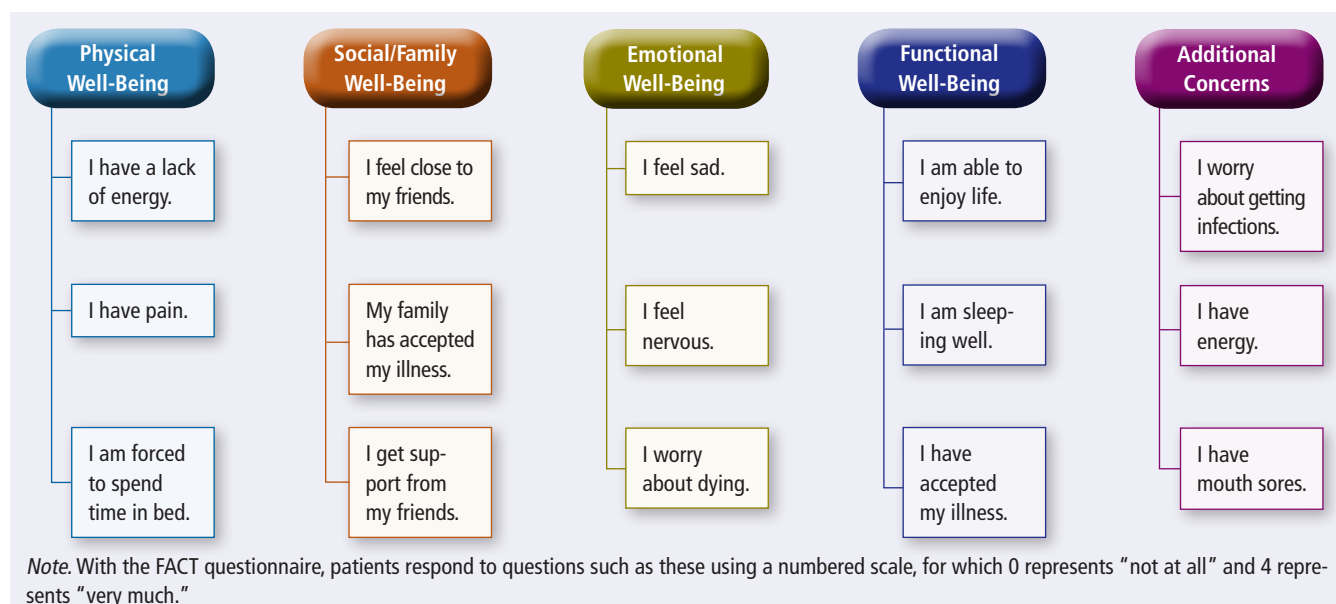 Physical
Well-Being
I have a lack
of energy.
I have pain.
I am forced
to spend
time in bed.
Social/Family
Well-Being
I feel close to
my friends.
My family
has accepted
my illness.
I get sup-
port from
my friends.
Emotional
Well-Being
I feel sad.
I feel
nervous.
I worry
about dying.
Functional
Well-Being
I am able to
enjoy life.
I am sleep-
ing well.
I have
accepted
my illness.
Additional
Concerns
I worry
about getting
infections.
I have
energy.
I have
mouth sores.
Note. With the FACT questionnaire, patients respond to questions such as these using a numbered scale, for which 0 represents “not at all” and 4 repre-
sents “very much.”